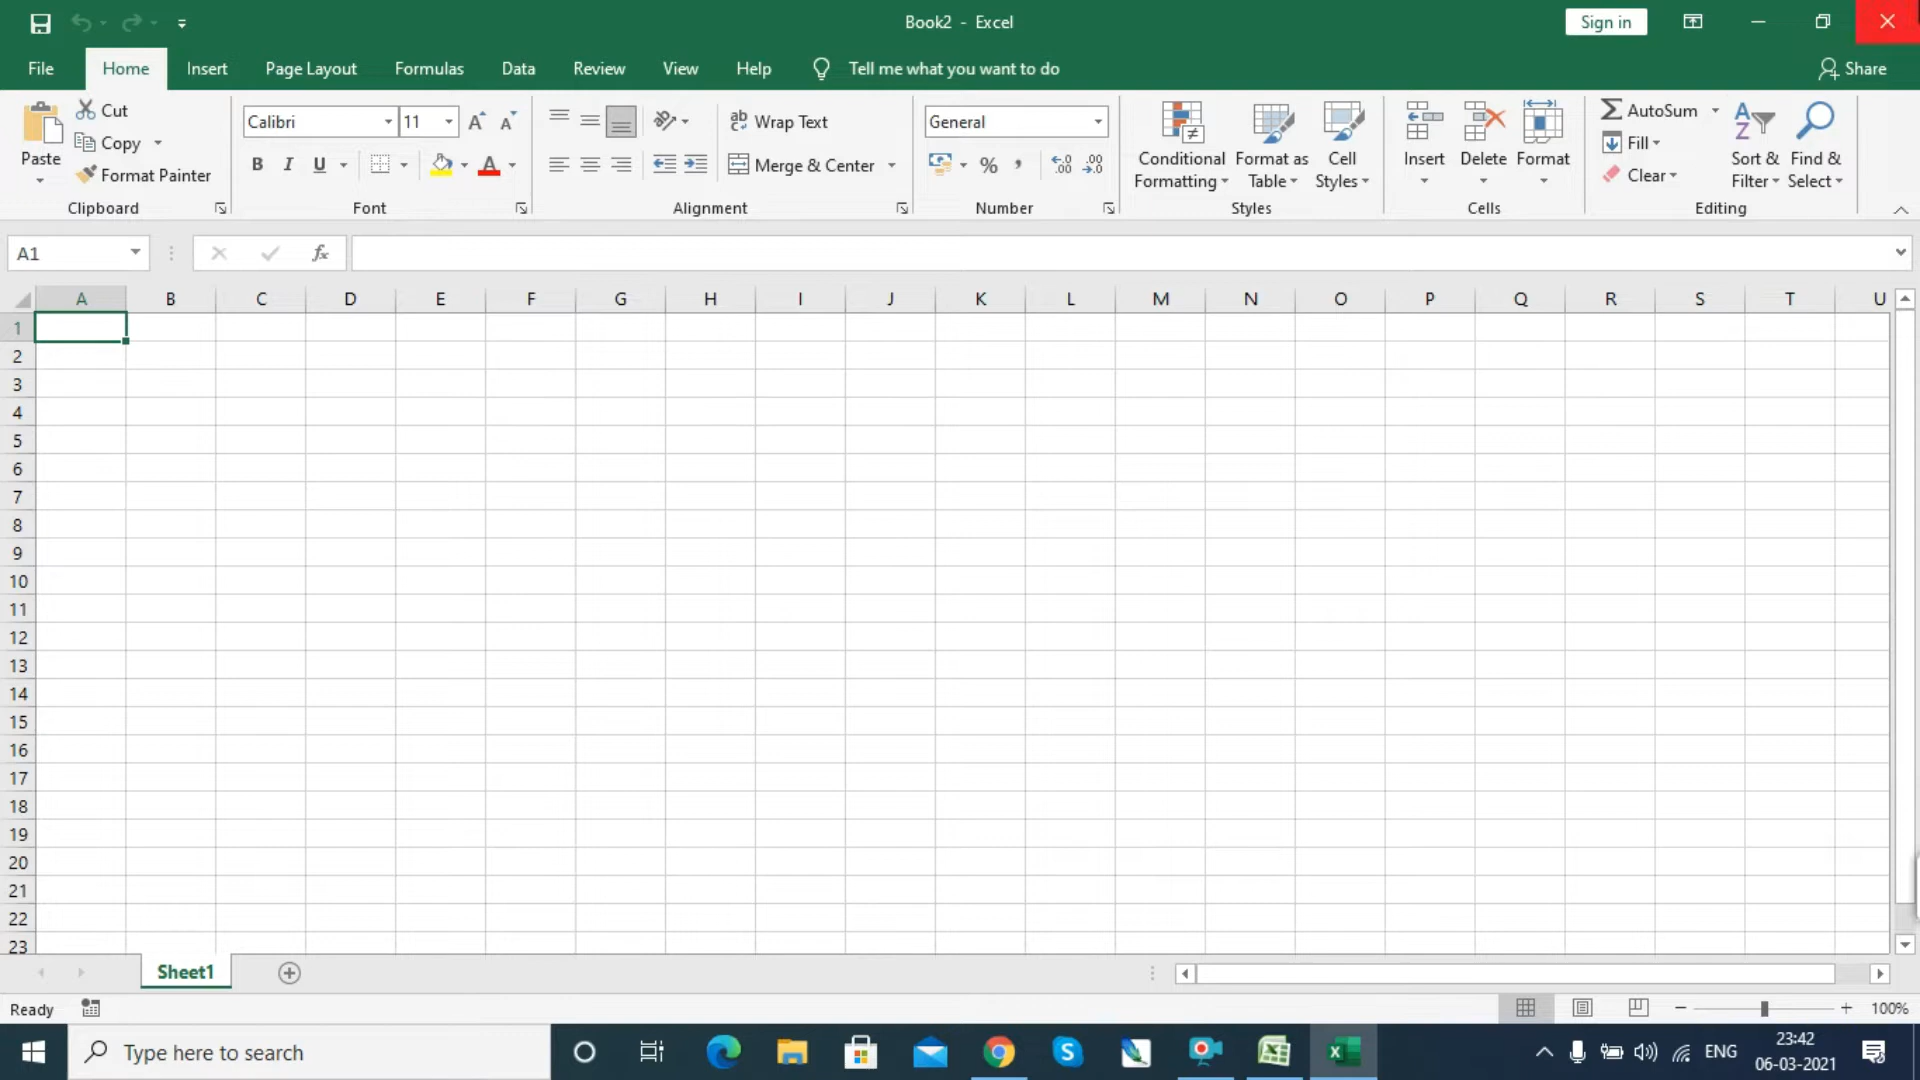 Book2 - Excel
Sign in
File Home Insert Page Layout Formulas Data Review View Help Tell me what you want to do Share
Paste
Cut
Copy
Format Painter
Clipboard
Calibri 11
B I U A
Font
ab Wrap Text
Merge & Center
Alignment
General
% ,
Number
Conditional Formatting
Format as Table
Cell Styles
Styles
Insert
Delete
Format
Cells
AutoSum
Fill
Clear
Sort & Filter
Find & Select
Editing
A1
fx
A B C D E F G H I J K L M N O P Q R S T U
1
2
3
4
5
6
7
8
9
10
11
12
13
14
15
16
17
18
19
20
21
22
23
Sheet1
Ready
100%
Type here to search
ENG
23:42
06-03-2021